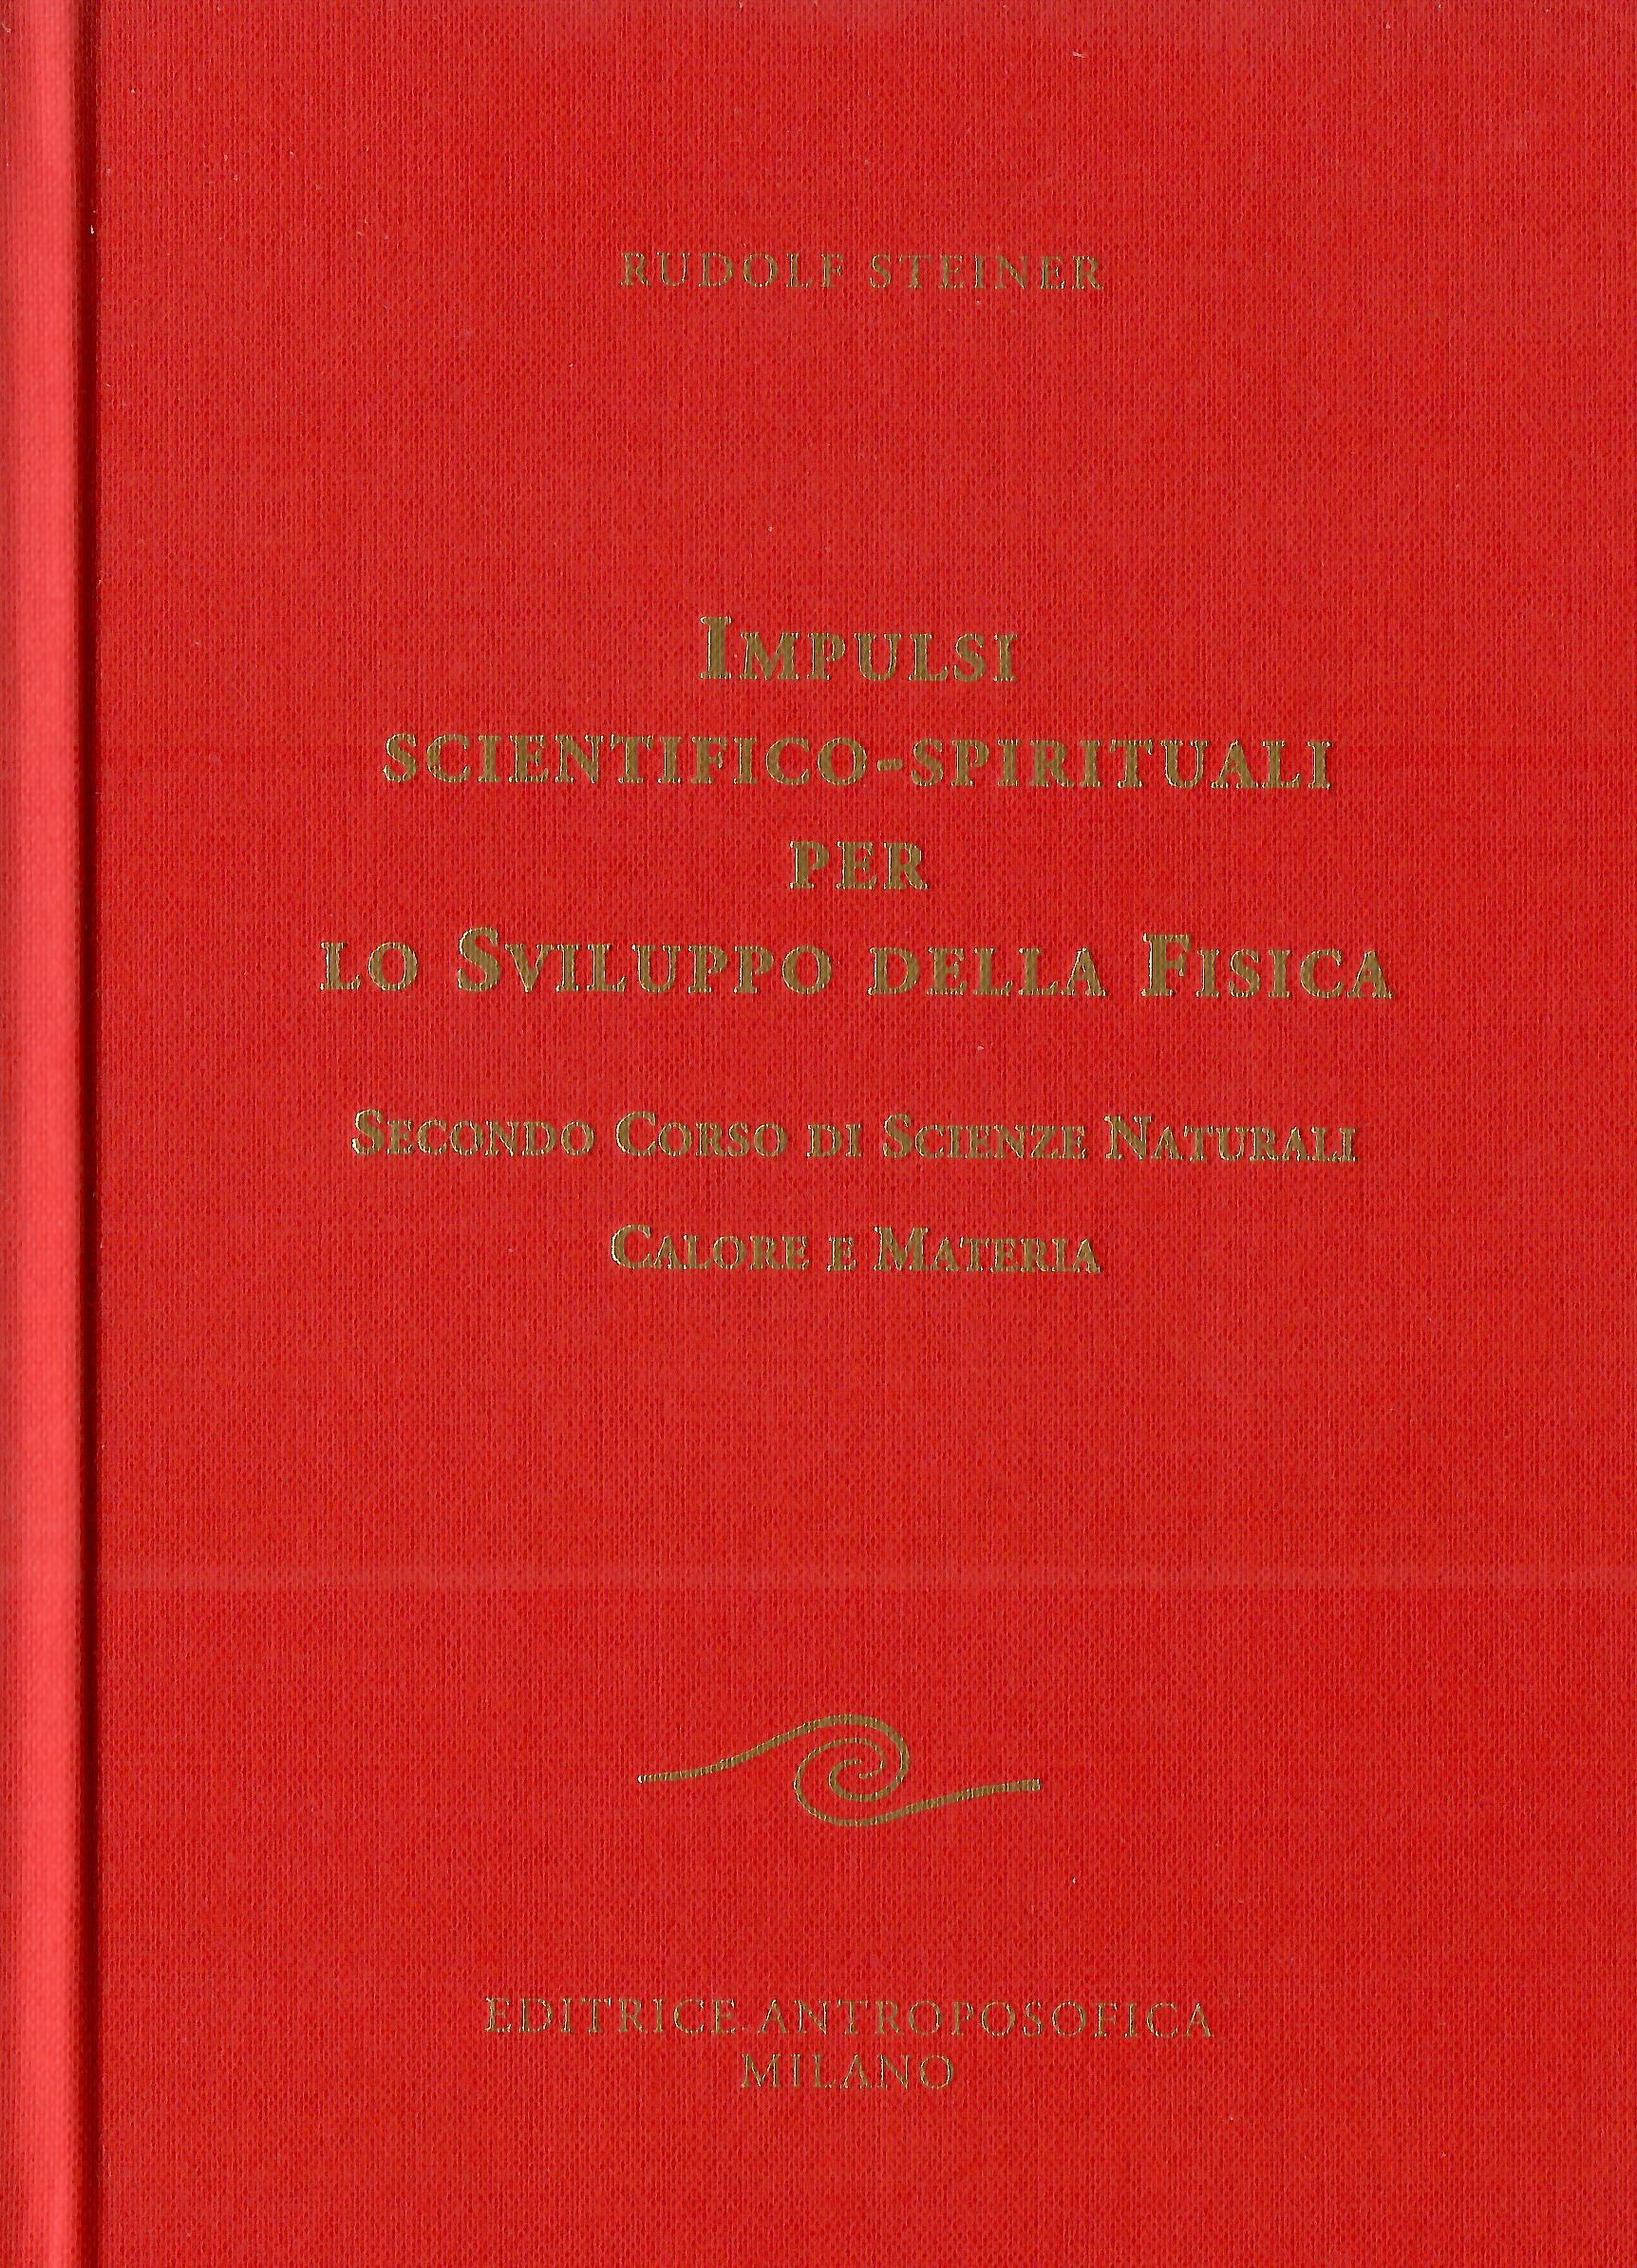 RUDOLF STEINER
IMPULSI
SCIENTIFICO-SPIRITUALI
PER
LO SVILUPPO DELLA FISICA
SECONDO CORSO DI SCIENZE NATURALI
CALORE E MATERIA
EDITRICE ANTROPOSOFICA
MILANO